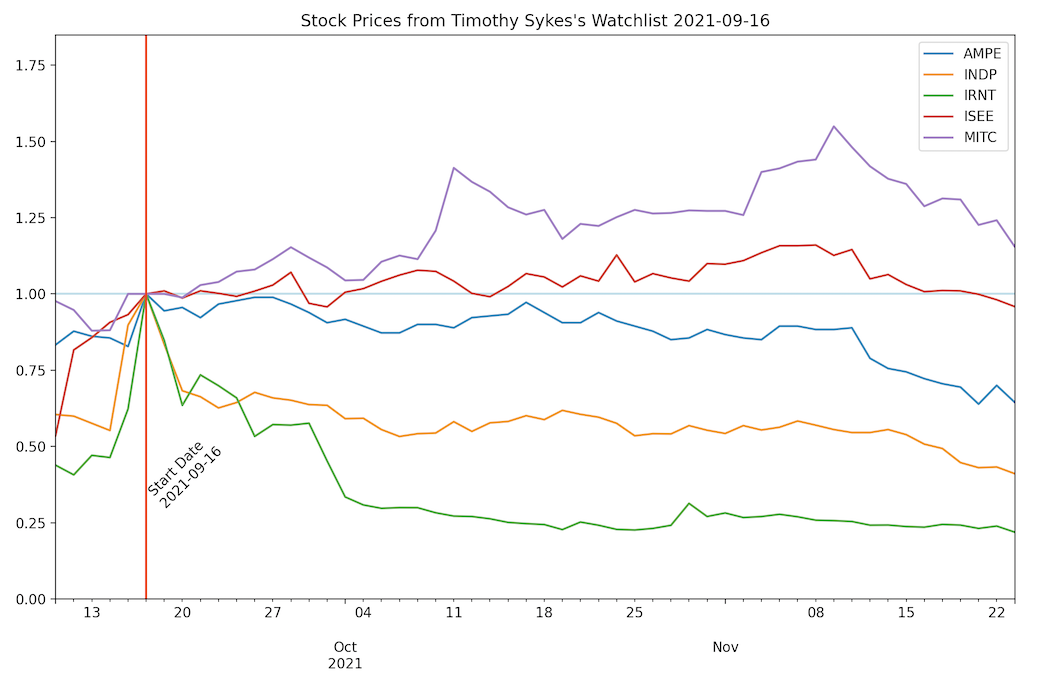 Stock Prices from Timothy Sykes's Watchlist 2021-09-16
AMPE
INDP
IRNT
ISEE
MITC
1.75
1.50
1.25
1.00
0.75
0.50
0.25
0.00
Start Date
2021-09-16
13 20 27 04 11 18 25 08 15 22
Oct Nov
2021